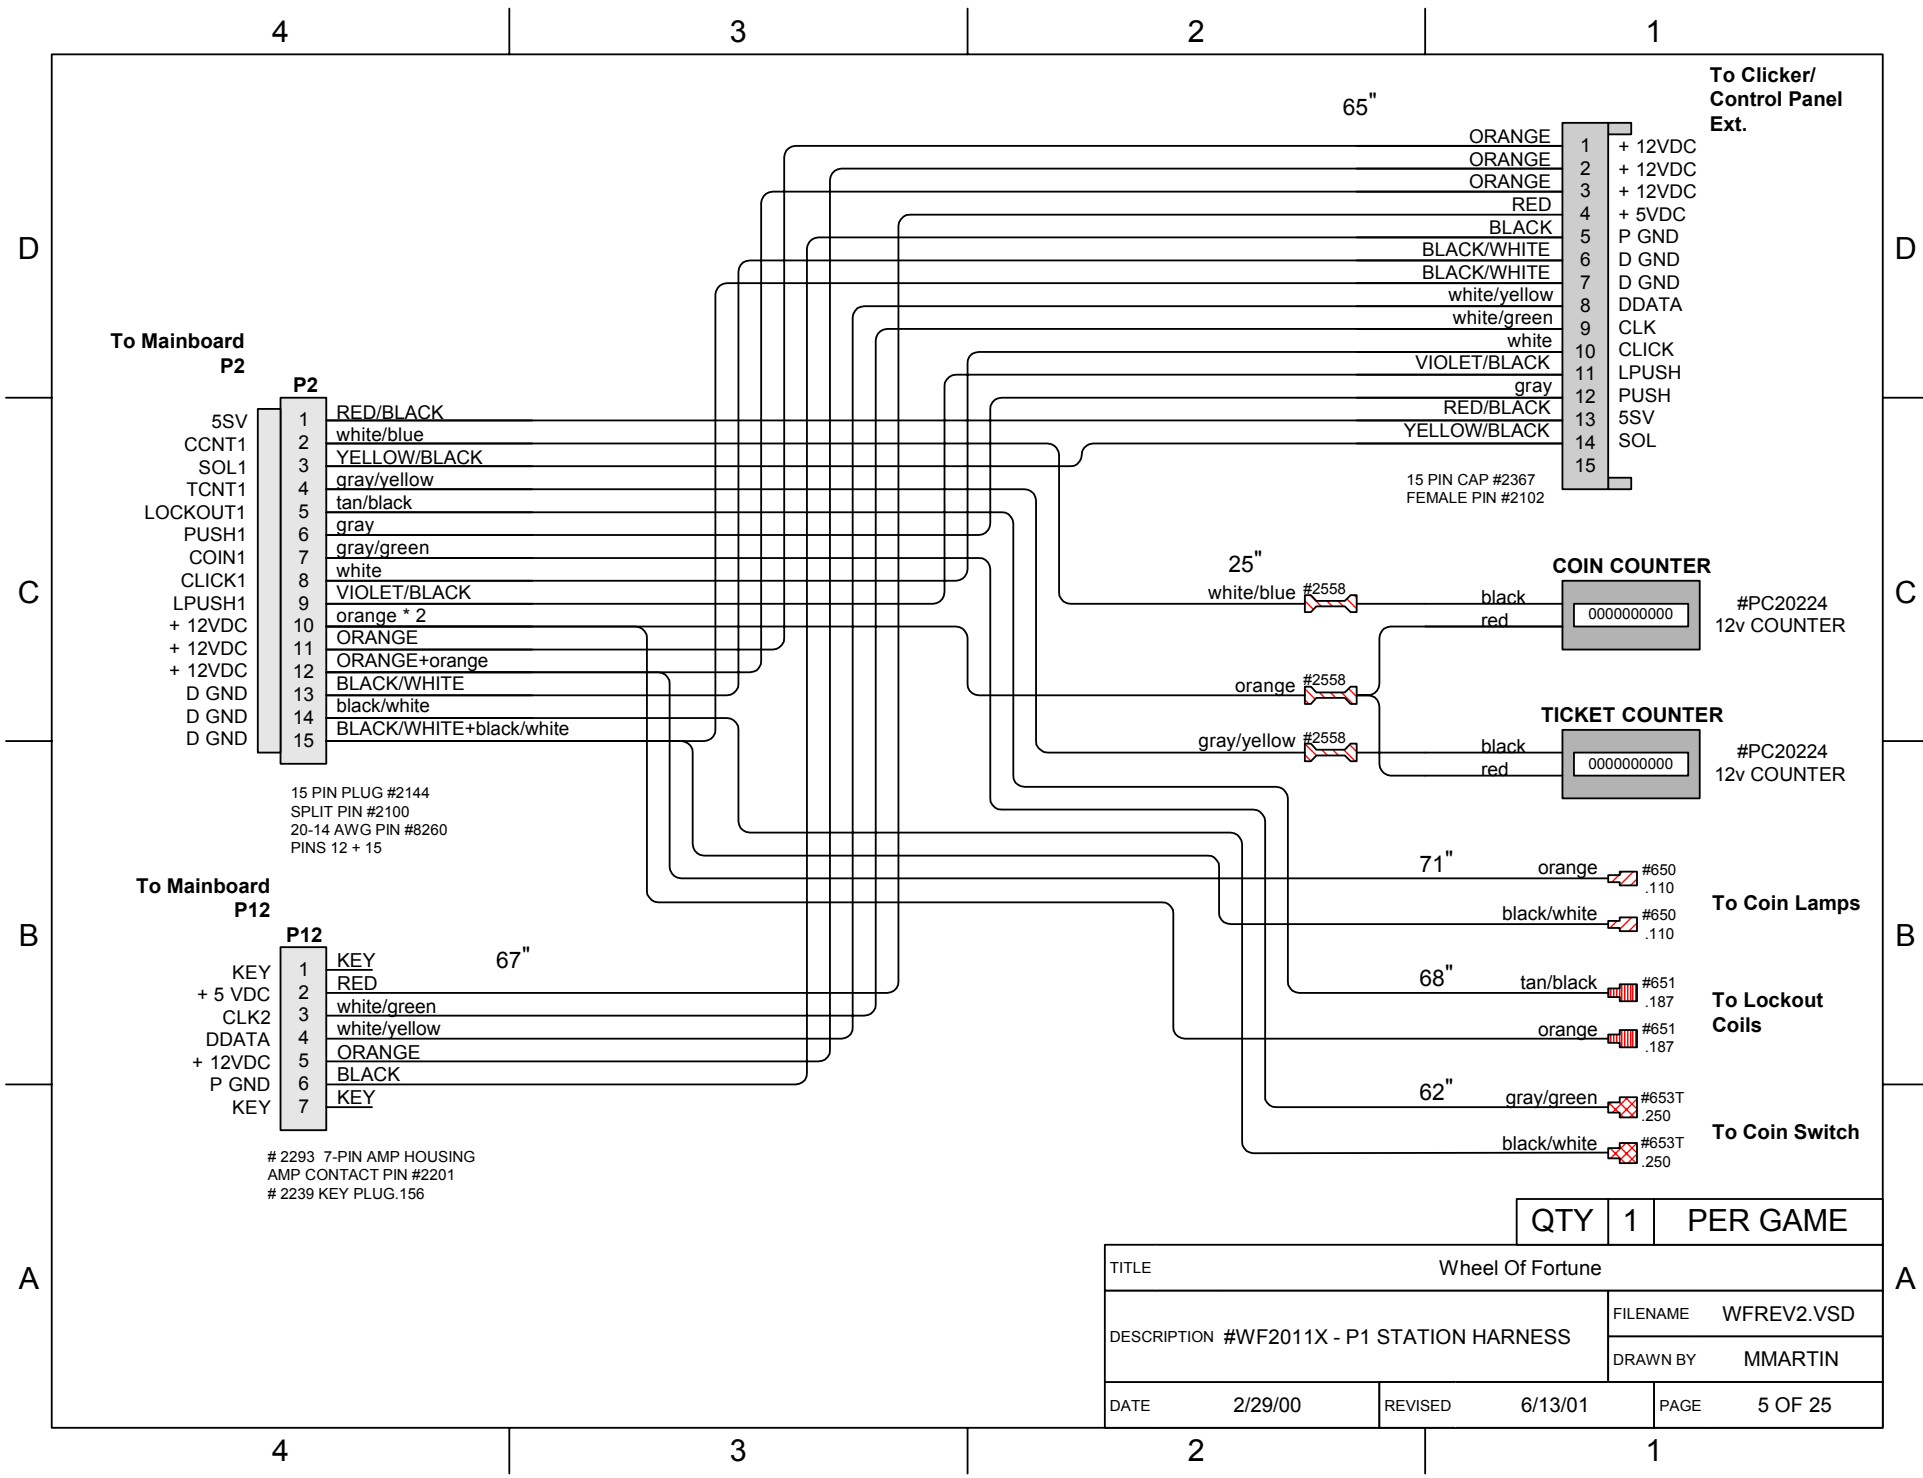 4 3 2 1
D
C
B
A
To Clicker/
Control Panel
Ext.
65"
ORANGE 1 + 12VDC
ORANGE 2 + 12VDC
ORANGE 3 + 12VDC
RED 4 + 5VDC
BLACK 5 P GND
BLACK/WHITE 6 D GND
BLACK/WHITE 7 D GND
white/yellow 8 DDATA
white/green 9 CLK
white 10 CLICK
VIOLET/BLACK 11 LPUSH
gray 12 PUSH
RED/BLACK 13 5SV
YELLOW/BLACK 14 SOL
15
15 PIN CAP #2367
FEMALE PIN #2102
To Mainboard
P2
P2
5SV 1 RED/BLACK
CCNT1 2 white/blue
SOL1 3 YELLOW/BLACK
TCNT1 4 gray/yellow
LOCKOUT1 5 tan/black
PUSH1 6 gray
COIN1 7 gray/green
CLICK1 8 white
LPUSH1 9 VIOLET/BLACK
+ 12VDC 10 orange * 2
+ 12VDC 11 ORANGE
+ 12VDC 12 ORANGE+orange
D GND 13 BLACK/WHITE
D GND 14 black/white
D GND 15 BLACK/WHITE+black/white
15 PIN PLUG #2144
SPLIT PIN #2100
20-14 AWG PIN #8260
PINS 12 + 15
25"
COIN COUNTER
white/blue #2558 black
red
0000000000
#PC20224
12v COUNTER
orange #2558
TICKET COUNTER
gray/yellow #2558 black
red
0000000000
#PC20224
12v COUNTER
To Mainboard
P12
P12
67"
KEY 1 KEY
+ 5 VDC 2 RED
CLK2 3 white/green
DDATA 4 white/yellow
+ 12VDC 5 ORANGE
P GND 6 BLACK
KEY 7 KEY
# 2293 7-PIN AMP HOUSING
AMP CONTACT PIN #2201
# 2239 KEY PLUG.156
71" orange #650
.110
To Coin Lamps
black/white #650
.110
68" tan/black #651
.187
To Lockout
Coils
orange #651
.187
62" gray/green #653T
.250
To Coin Switch
black/white #653T
.250
QTY 1 PER GAME
TITLE Wheel Of Fortune
DESCRIPTION #WF2011X - P1 STATION HARNESS
FILENAME WFREV2.VSD
DRAWN BY MMARTIN
DATE 2/29/00 REVISED 6/13/01 PAGE 5 OF 25
D
C
B
A
4 3 2 1